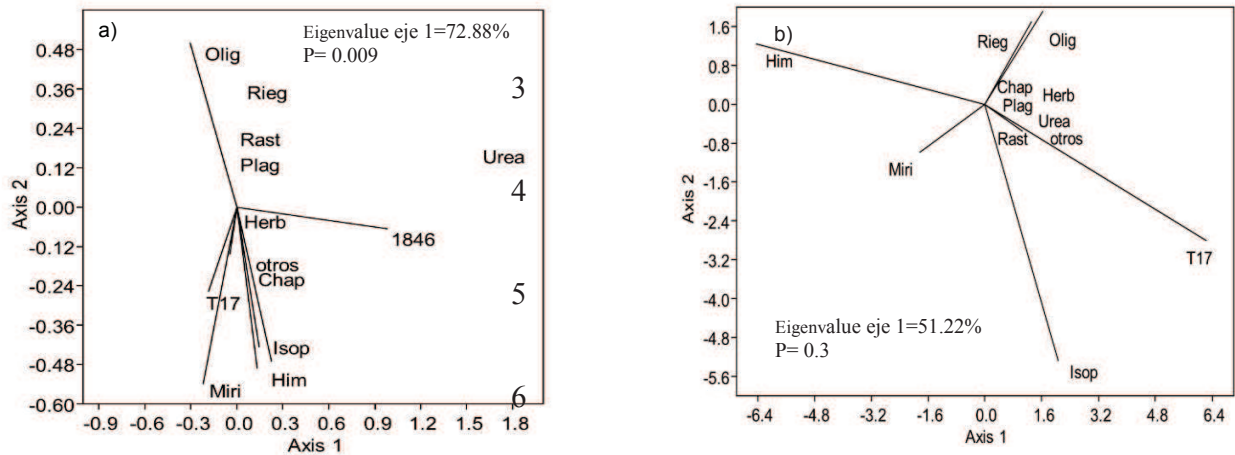 a)
Eigenvalue eje 1=72.88%
P= 0.009
0.48
0.36
0.24
0.12
0.00
-0.12
-0.24
-0.36
-0.48
-0.60
Axis 2
Olig
Rieg
Rast
Plag
Urea
Herb
1846
otros
Chap
T17
Isop
Him
Miri
3
4
5
6
-0.9
-0.6
-0.3
0.0
0.3
0.6
0.9
1.2
1.5
1.8
Axis 1
b)
1.6
0.8
0.0
-0.8
-1.6
-2.4
-3.2
-4.0
-4.8
-5.6
Axis 2
Rieg
Olig
Him
Chap
Herb
Plag
Urea
Rast
otros
Miri
T17
Eigenvalue eje 1=51.22%
P= 0.3
Isop
-6.4
-4.8
-3.2
-1.6
0.0
1.6
3.2
4.8
6.4
Axis 1